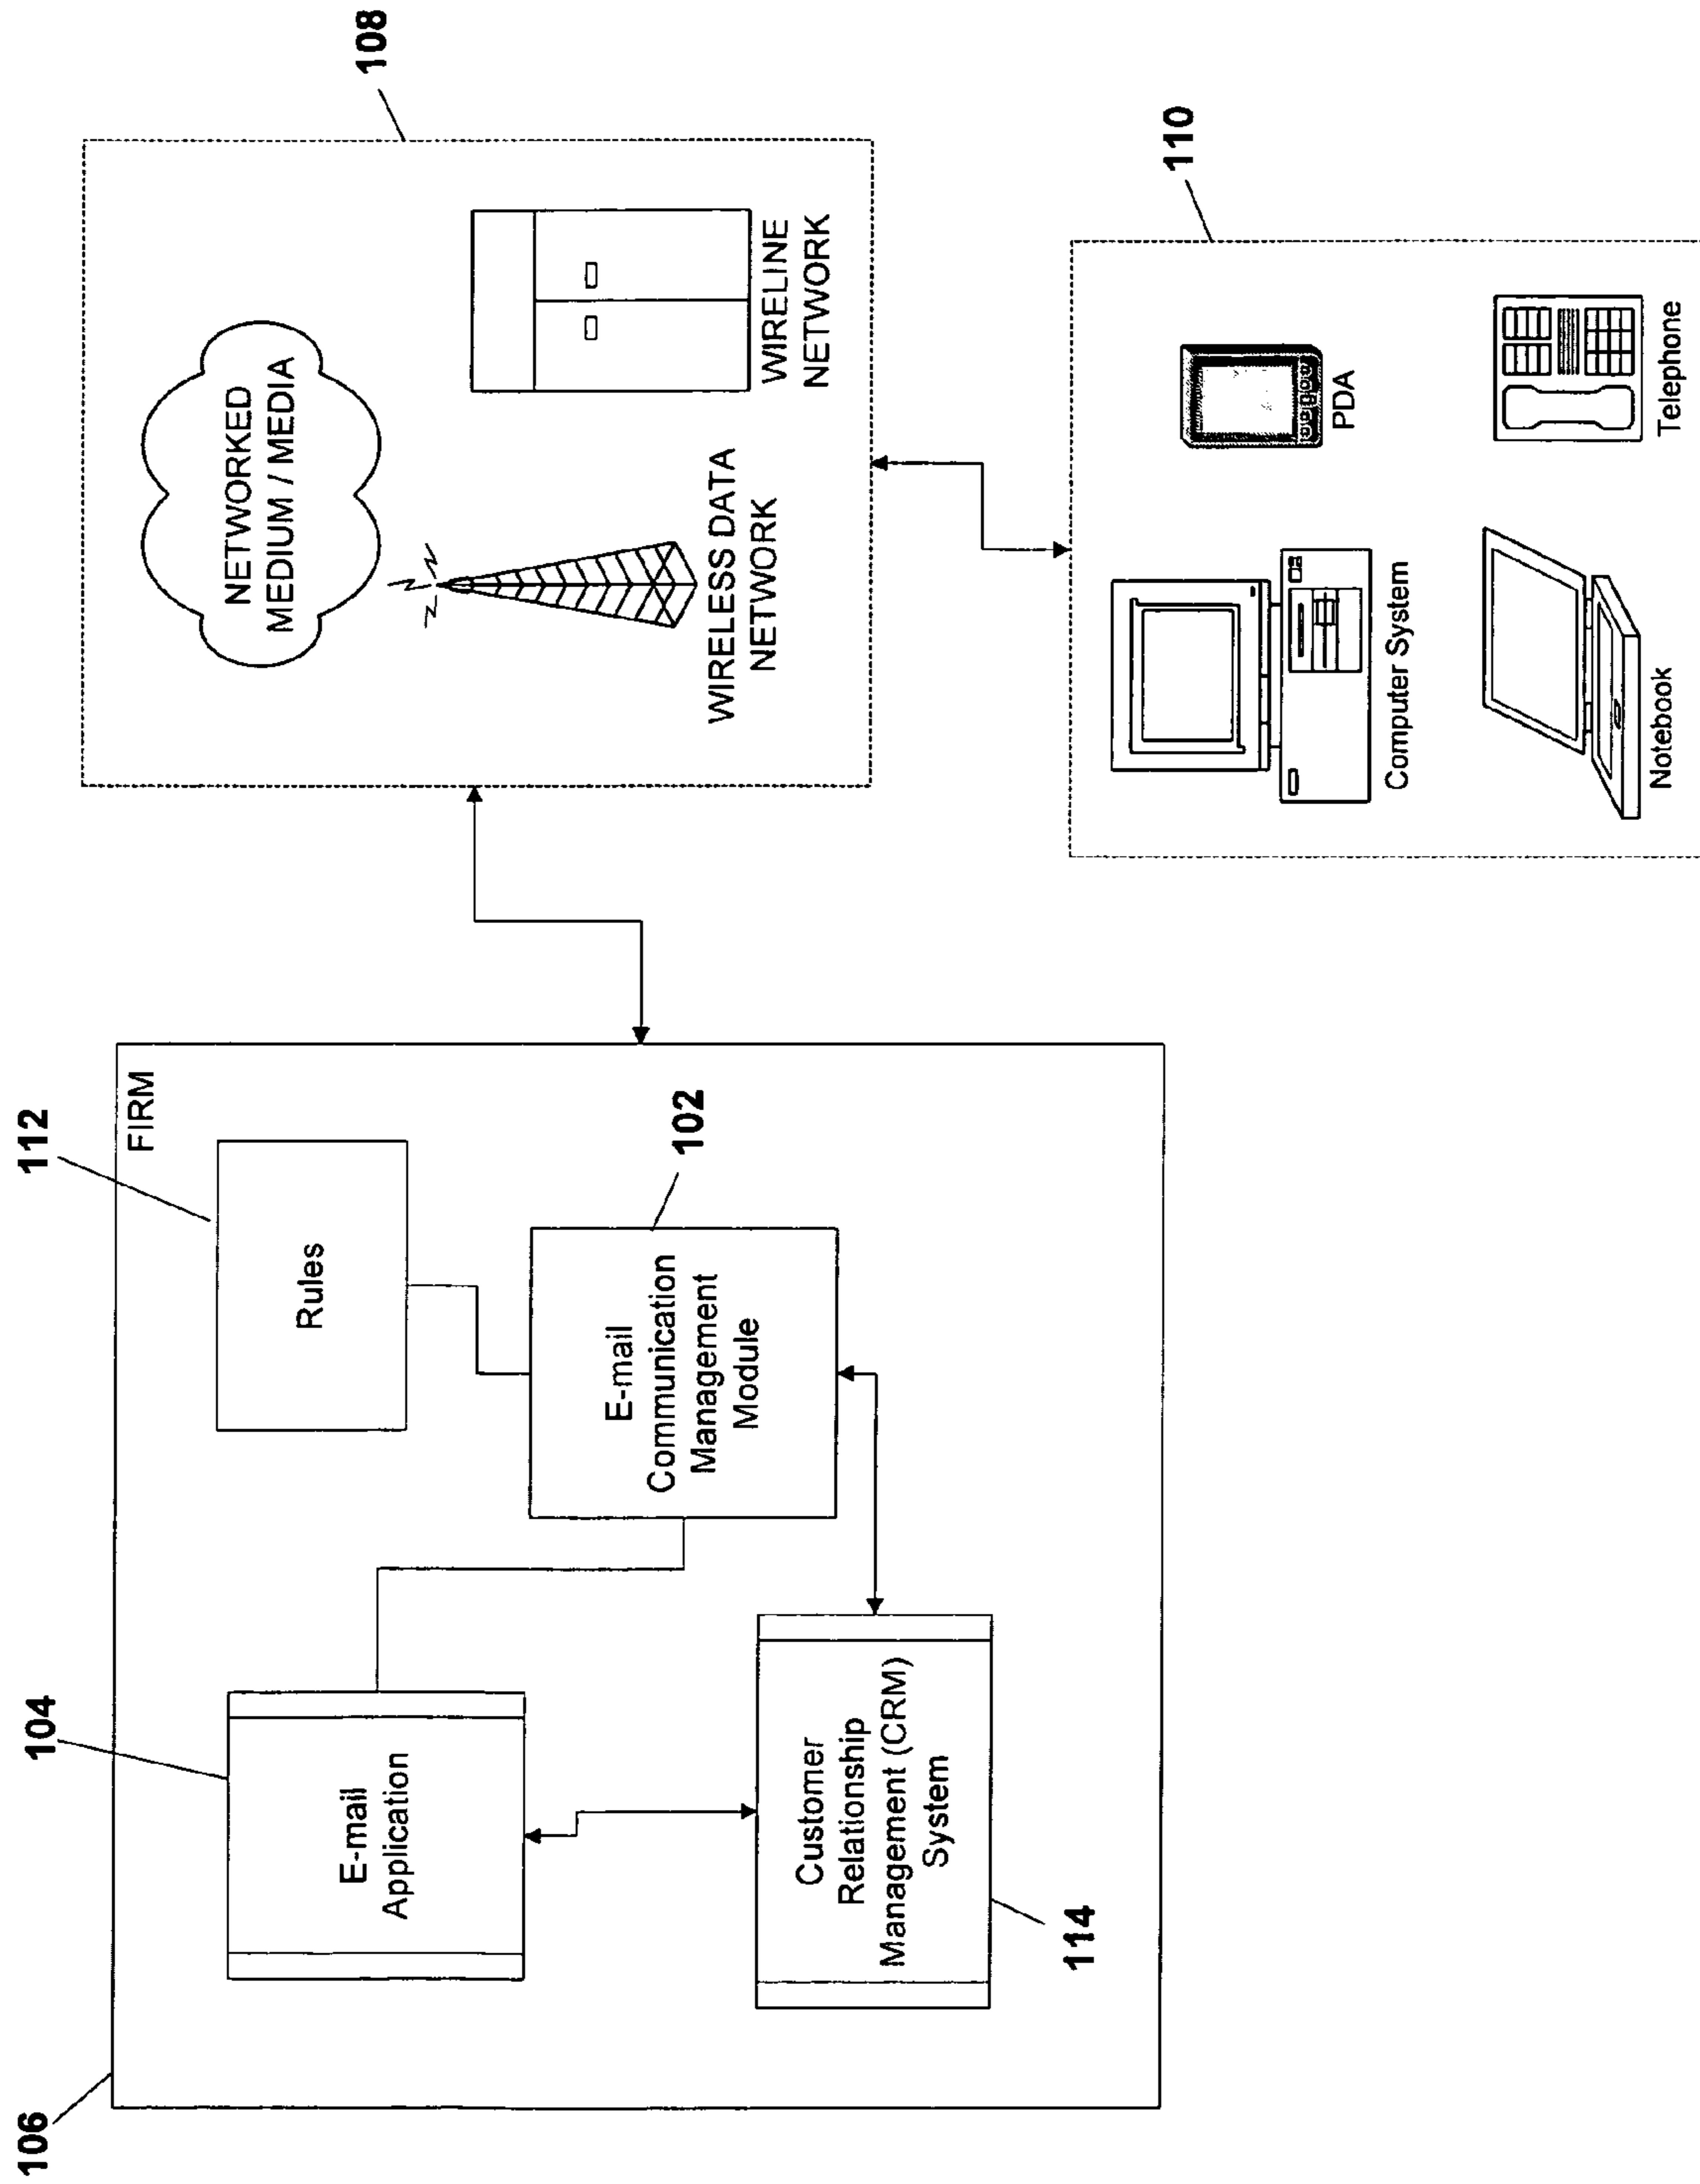 106
104
112
FIRM
E-mail
Application
Rules
102
E-mail
Communication
Management
Module
Customer
Relationship
Management (CRM)
System
114
108
NETWORKED
MEDIUM / MEDIA
WIRELESS DATA
NETWORK
WIRELINE
NETWORK
110
Computer System
PDA
Notebook
Telephone